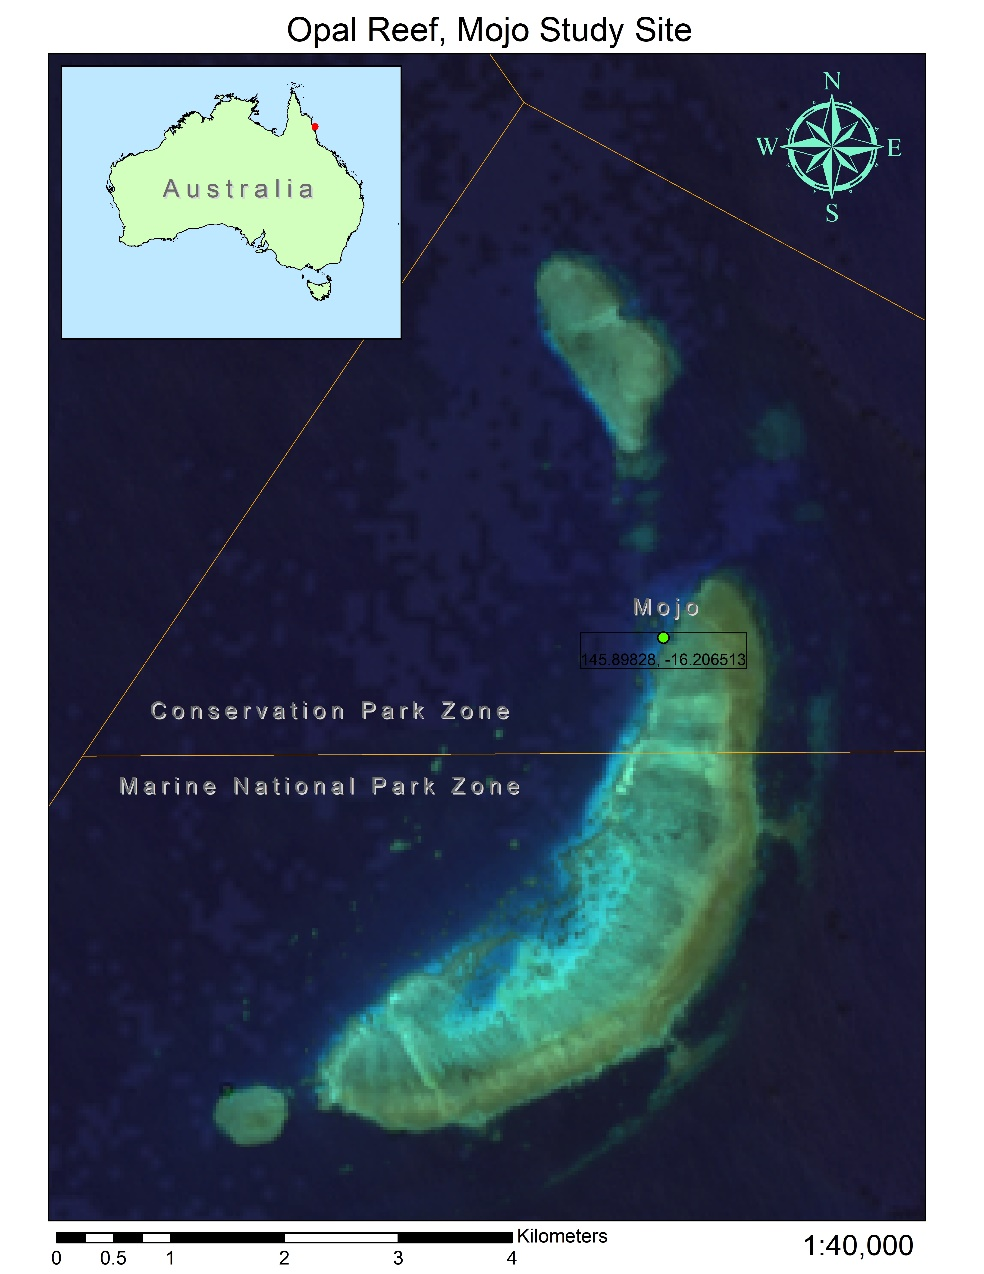 Opal Reef, Mojo Study Site
N
W E
S
Australia
Mojo
145.89828, -16.206513
Conservation Park Zone
Marine National Park Zone
Kilometers
0 0.5 1 2 3 4
1:40,000